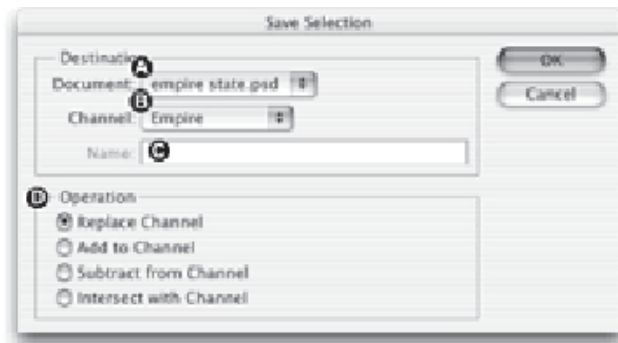 Save Selection
Destination
A
Document: empire state.psd
B
Channel: Empire
Name: C
OK
Cancel
D Operation
Replace Channel
Add to Channel
Subtract from Channel
Intersect with Channel